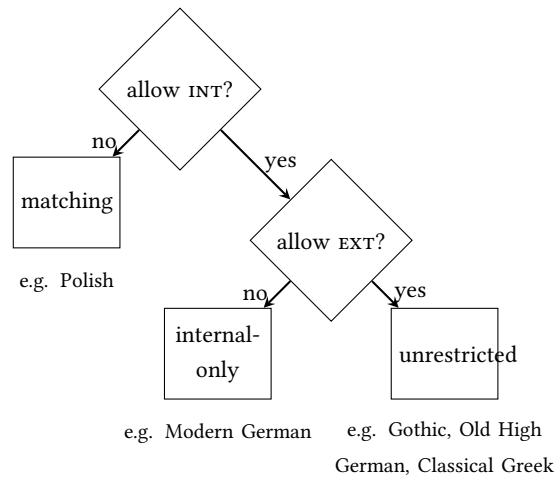 allow INT?
no
yes
matching
allow EXT?
e.g. Polish
no
yes
internal-
only
unrestricted
e.g. Modern German
e.g. Gothic, Old High
German, Classical Greek